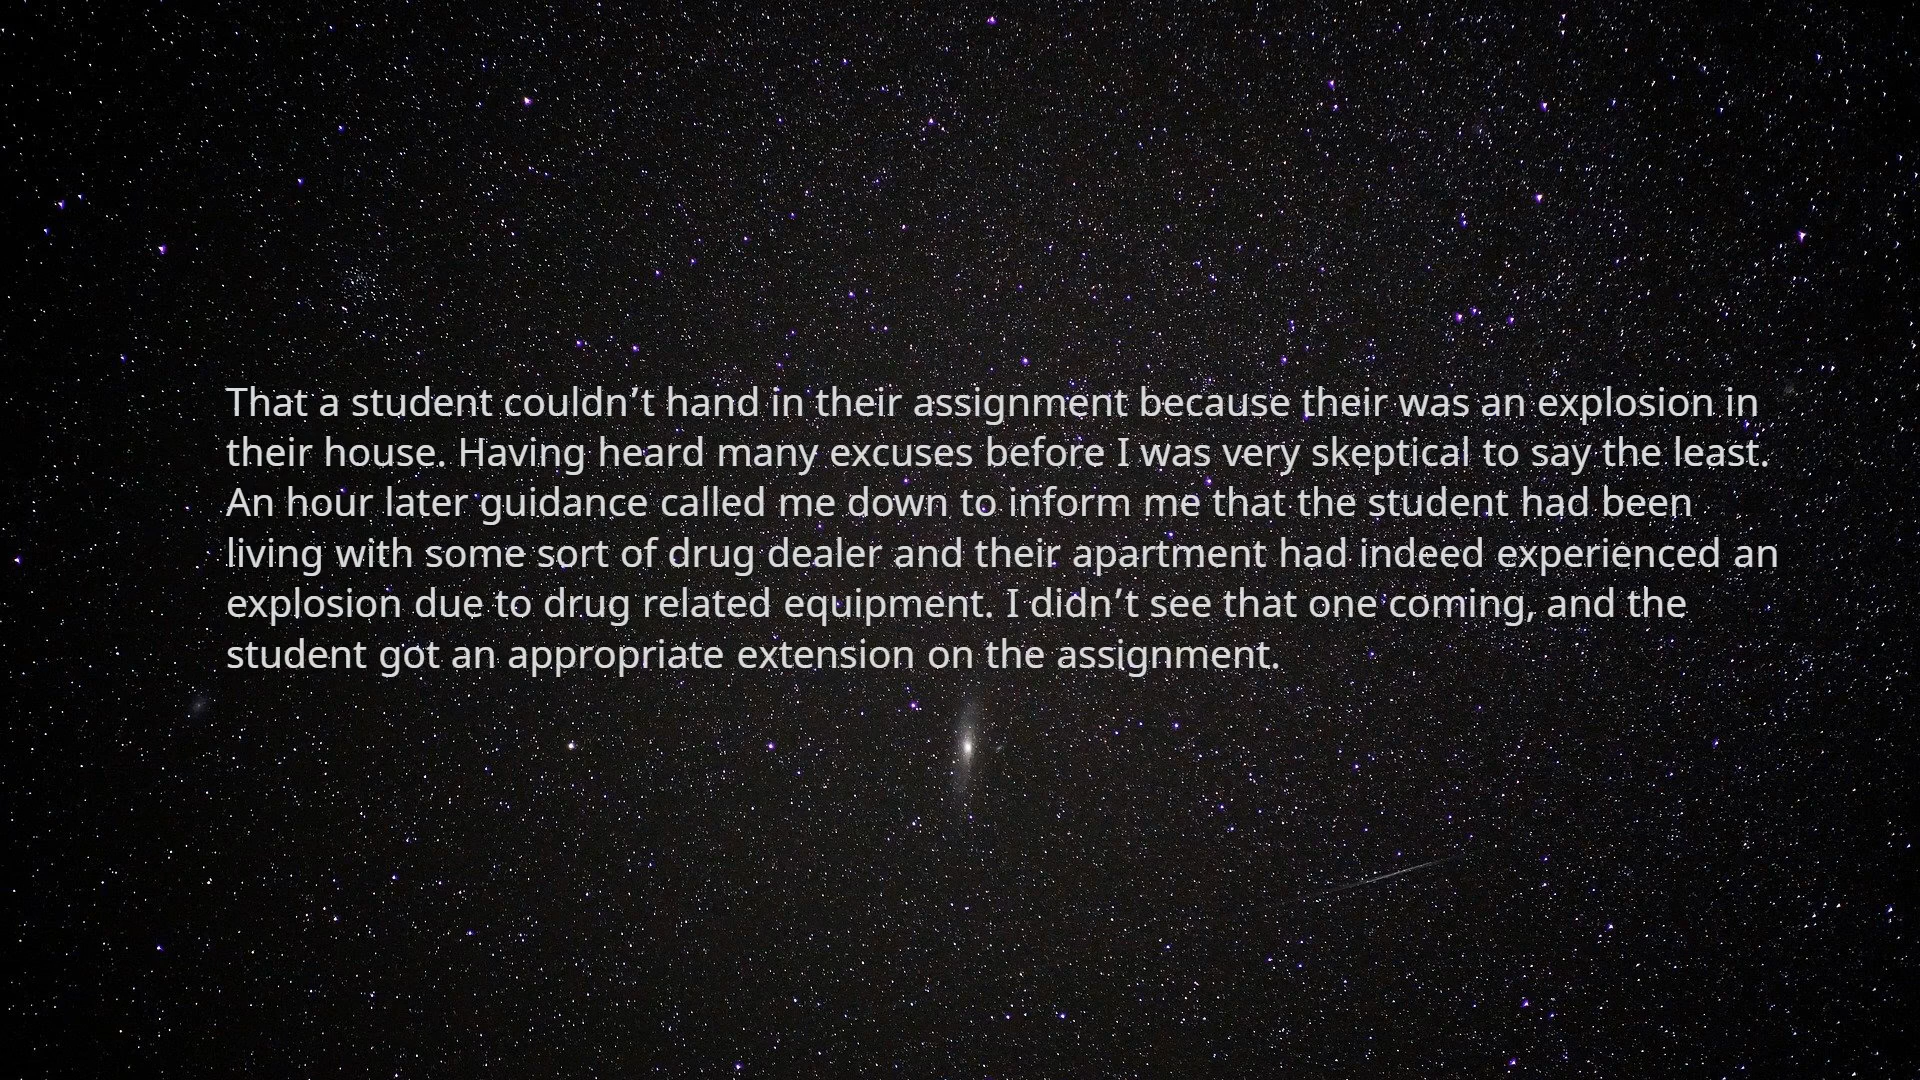 That a student couldn’t hand in their assignment because their was an explosion in
their house. Having heard many excuses before I was very skeptical to say the least.
An hour later guidance called me down to inform me that the student had been
living with some sort of drug dealer and their apartment had indeed experienced an
explosion due to drug related equipment. I didn’t see that one coming, and the
student got an appropriate extension on the assignment.